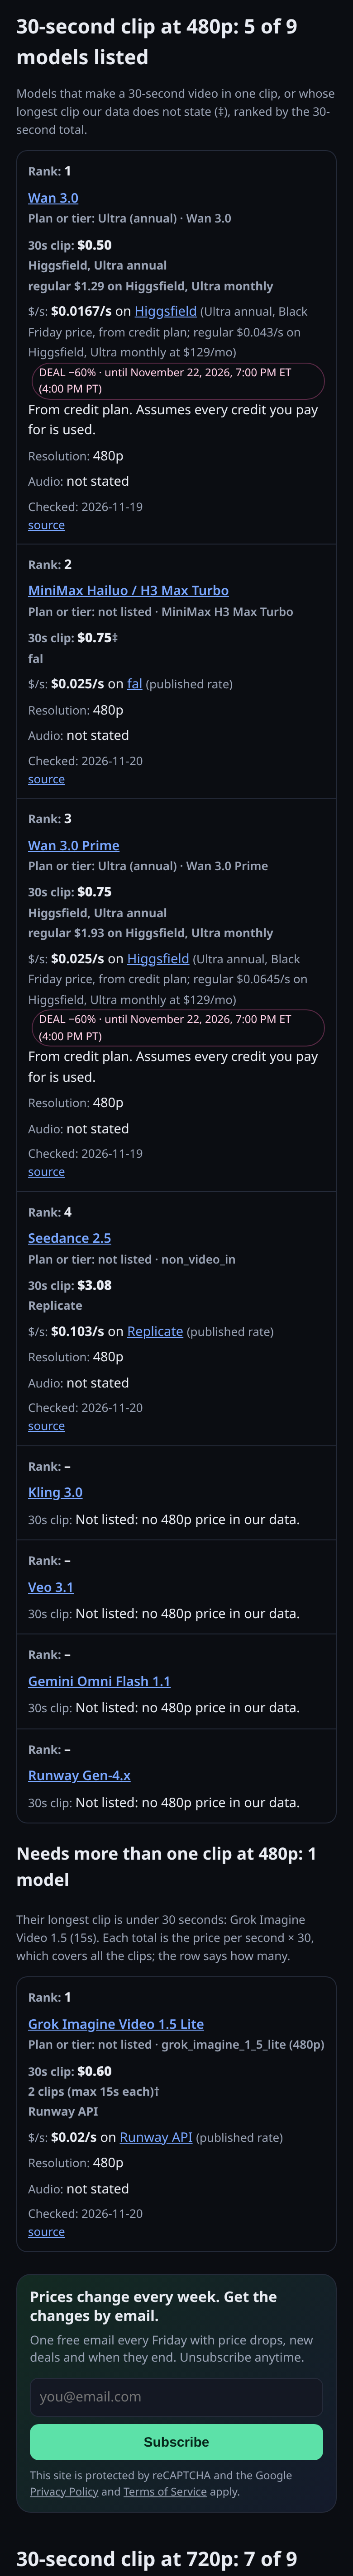 30-second clip at 480p: 5 of 9
models listed
Models that make a 30-second video in one clip, or whose
longest clip our data does not state (‡), ranked by the 30-
second total.
Rank: 1
Wan 3.0
Plan or tier: Ultra (annual) · Wan 3.0
30s clip: $0.50
Higgsfield, Ultra annual
regular $1.29 on Higgsfield, Ultra monthly
$/s: $0.0167/s on Higgsfield (Ultra annual, Black
Friday price, from credit plan; regular $0.043/s on
Higgsfield, Ultra monthly at $129/mo)
DEAL −60% · until November 22, 2026, 7:00 PM ET
(4:00 PM PT)
From credit plan. Assumes every credit you pay
for is used.
Resolution: 480p
Audio: not stated
Checked: 2026-11-19
source
Rank: 2
MiniMax Hailuo / H3 Max Turbo
Plan or tier: not listed · MiniMax H3 Max Turbo
30s clip: $0.75‡
fal
$/s: $0.025/s on fal (published rate)
Resolution: 480p
Audio: not stated
Checked: 2026-11-20
source
Rank: 3
Wan 3.0 Prime
Plan or tier: Ultra (annual) · Wan 3.0 Prime
30s clip: $0.75
Higgsfield, Ultra annual
regular $1.93 on Higgsfield, Ultra monthly
$/s: $0.025/s on Higgsfield (Ultra annual, Black
Friday price, from credit plan; regular $0.0645/s on
Higgsfield, Ultra monthly at $129/mo)
DEAL −60% · until November 22, 2026, 7:00 PM ET
(4:00 PM PT)
From credit plan. Assumes every credit you pay
for is used.
Resolution: 480p
Audio: not stated
Checked: 2026-11-19
source
Rank: 4
Seedance 2.5
Plan or tier: not listed · non_video_in
30s clip: $3.08
Replicate
$/s: $0.103/s on Replicate (published rate)
Resolution: 480p
Audio: not stated
Checked: 2026-11-20
source
Rank: –
Kling 3.0
30s clip: Not listed: no 480p price in our data.
Rank: –
Veo 3.1
30s clip: Not listed: no 480p price in our data.
Rank: –
Gemini Omni Flash 1.1
30s clip: Not listed: no 480p price in our data.
Rank: –
Runway Gen-4.x
30s clip: Not listed: no 480p price in our data.
Needs more than one clip at 480p: 1
model
Their longest clip is under 30 seconds: Grok Imagine
Video 1.5 (15s). Each total is the price per second × 30,
which covers all the clips; the row says how many.
Rank: 1
Grok Imagine Video 1.5 Lite
Plan or tier: not listed · grok_imagine_1_5_lite (480p)
30s clip: $0.60
2 clips (max 15s each)†
Runway API
$/s: $0.02/s on Runway API (published rate)
Resolution: 480p
Audio: not stated
Checked: 2026-11-20
source
Prices change every week. Get the
changes by email.
One free email every Friday with price drops, new
deals and when they end. Unsubscribe anytime.
you@email.com
Subscribe
This site is protected by reCAPTCHA and the Google
Privacy Policy and Terms of Service apply.
30-second clip at 720p: 7 of 9